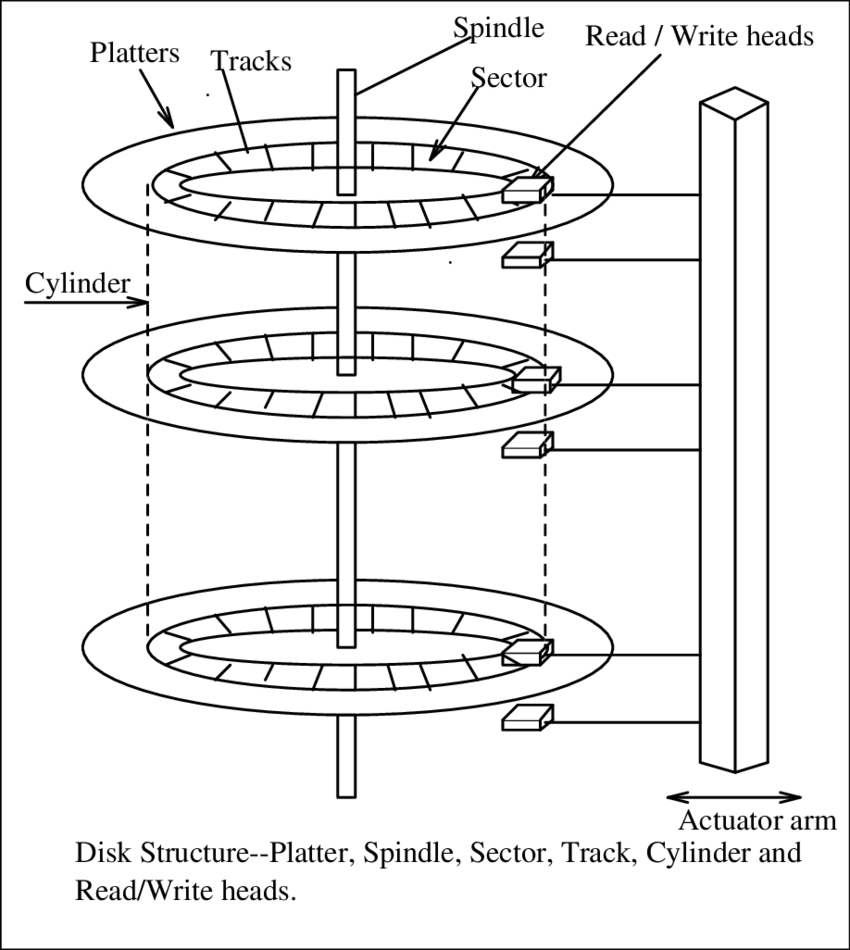 Spindle
Read / Write heads
Platters
Tracks
Sector
Cylinder
Actuator arm
Disk Structure--Platter, Spindle, Sector, Track, Cylinder and
Read/Write heads.